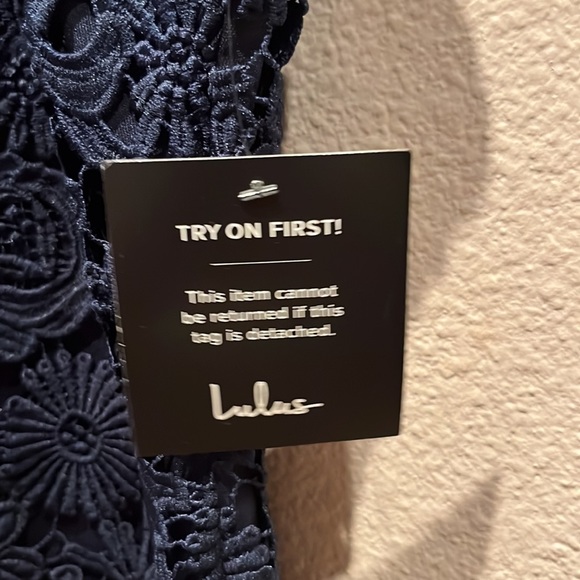 TRY ON FIRST!
This item cannot
be returned if this
tag is detached.
Lulus